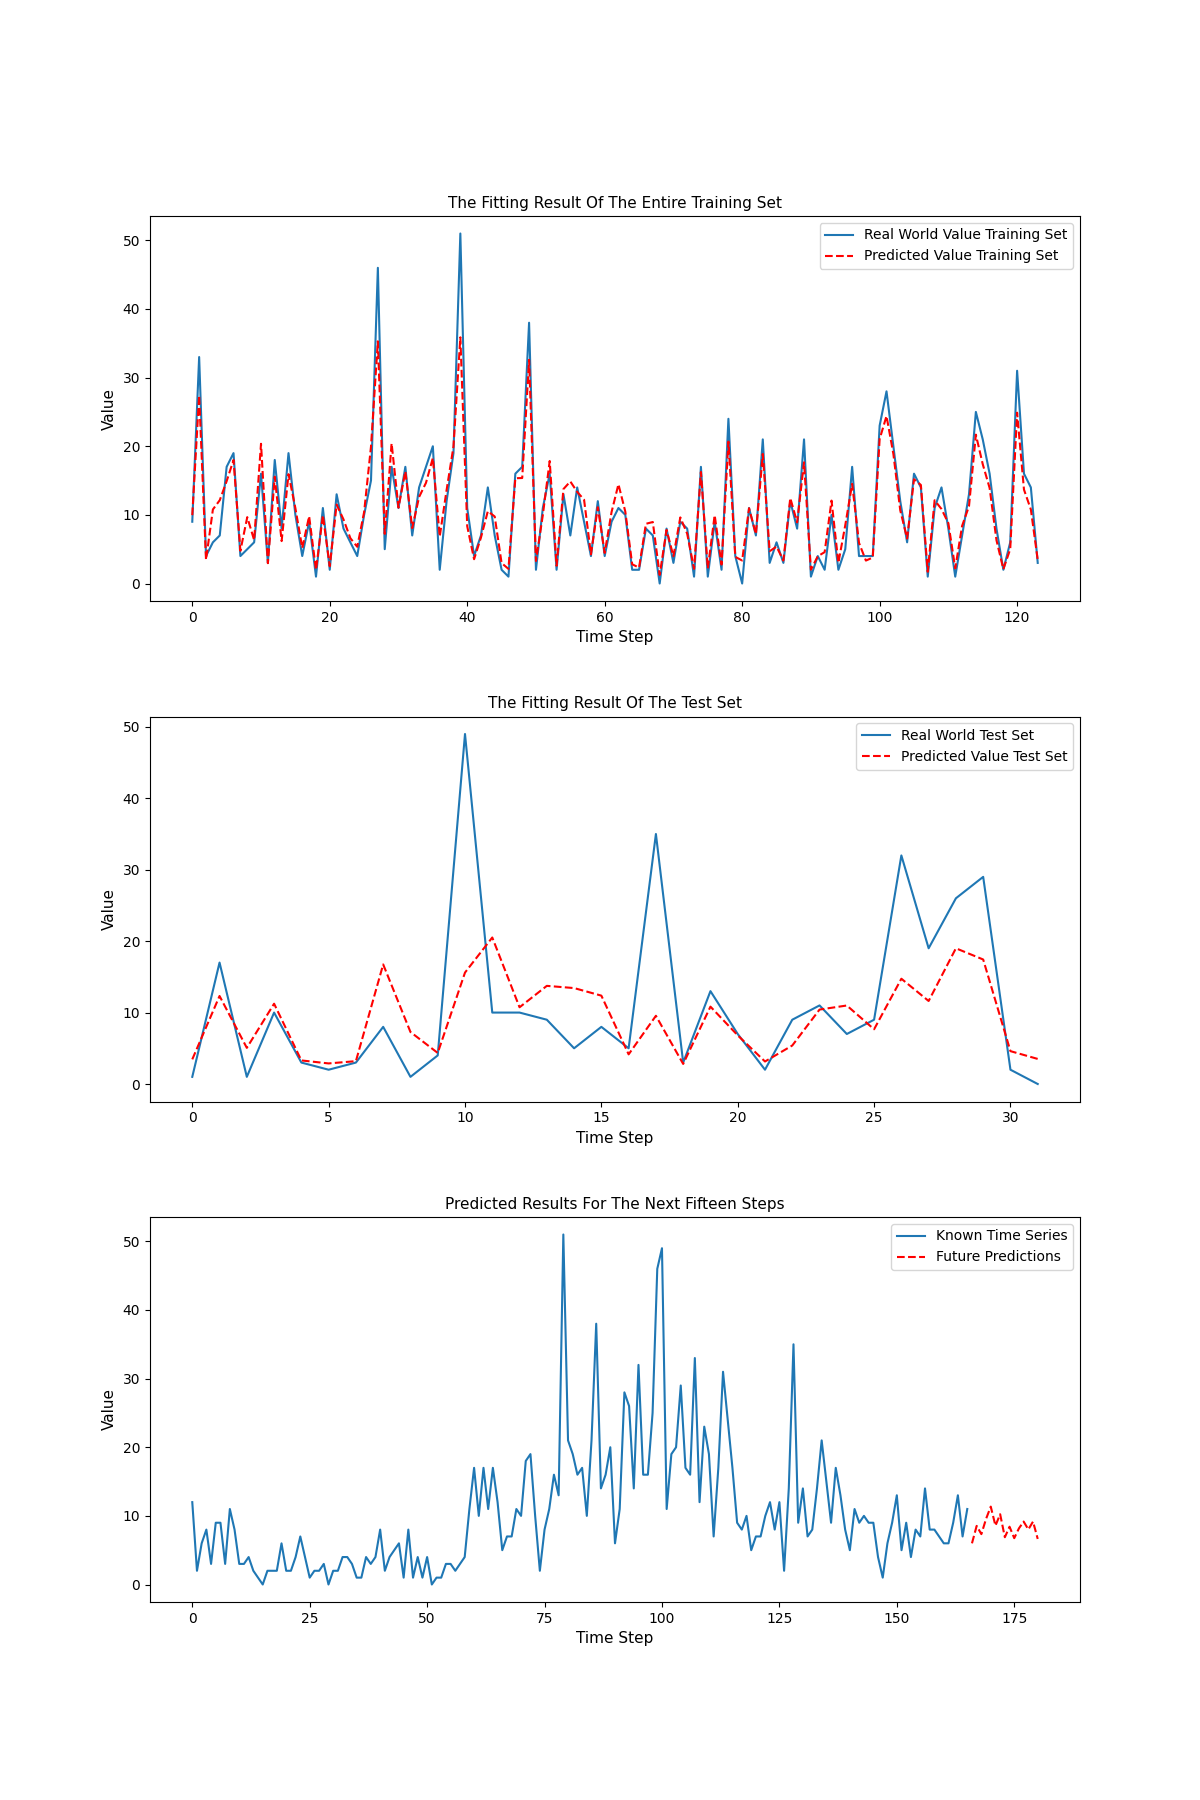 The Fitting Result Of The Entire Training Set
Real World Value Training Set
Predicted Value Training Set
Value
50
40
30
20
10
0
0 20 40 60 80 100 120
Time Step
The Fitting Result Of The Test Set
Real World Test Set
Predicted Value Test Set
Value
50
40
30
20
10
0
0 5 10 15 20 25 30
Time Step
Predicted Results For The Next Fifteen Steps
Known Time Series
Future Predictions
Value
50
40
30
20
10
0
0 25 50 75 100 125 150 175
Time Step